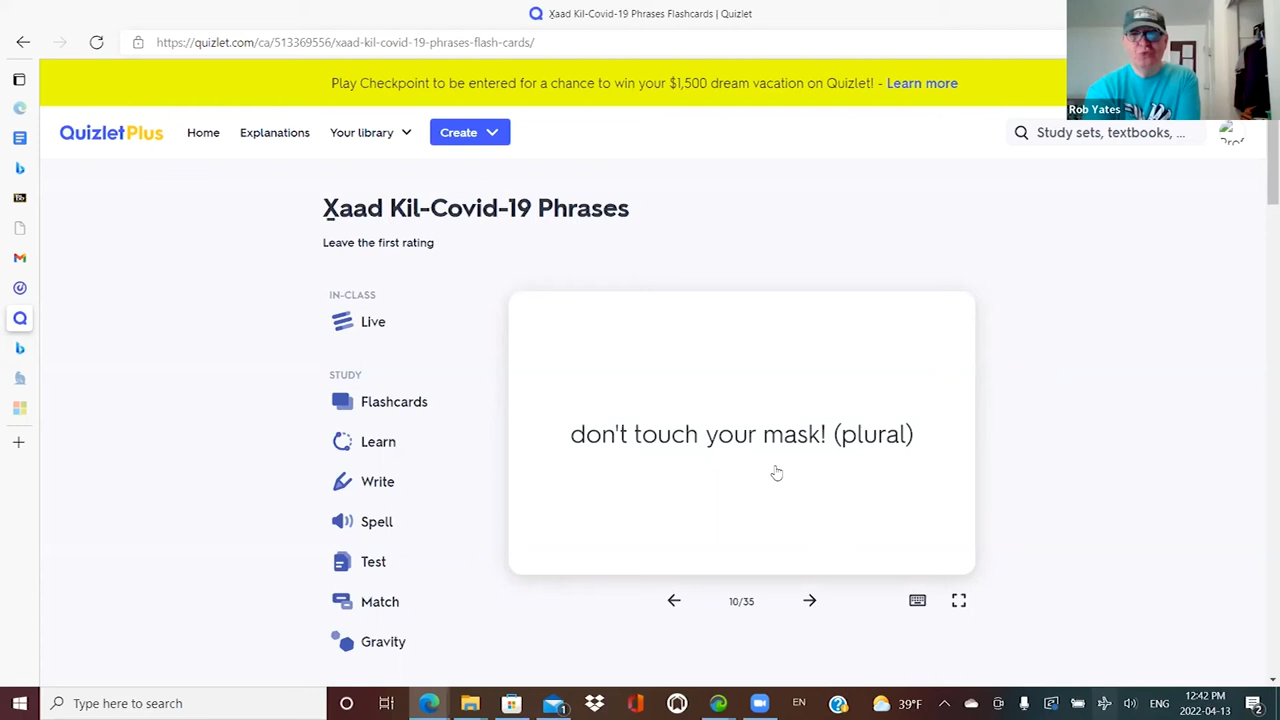 X̱aad Kil-Covid-19 Phrases Flashcards | Quizlet
https://quizlet.com/ca/513369556/xaad-kil-covid-19-phrases-flash-cards/
Rob Yates
Play Checkpoint to be entered for a chance to win your $1,500 dream vacation on Quizlet! - Learn more
QuizletPlus
Home
Explanations
Your library
Create
Study sets, textbooks, ...
X̱aad Kil-Covid-19 Phrases
Leave the first rating
IN-CLASS
Live
STUDY
Flashcards
Learn
Write
Spell
Test
Match
Gravity
don't touch your mask! (plural)
10/35
Type here to search
EN
39°F
ENG
12:42 PM
2022-04-13